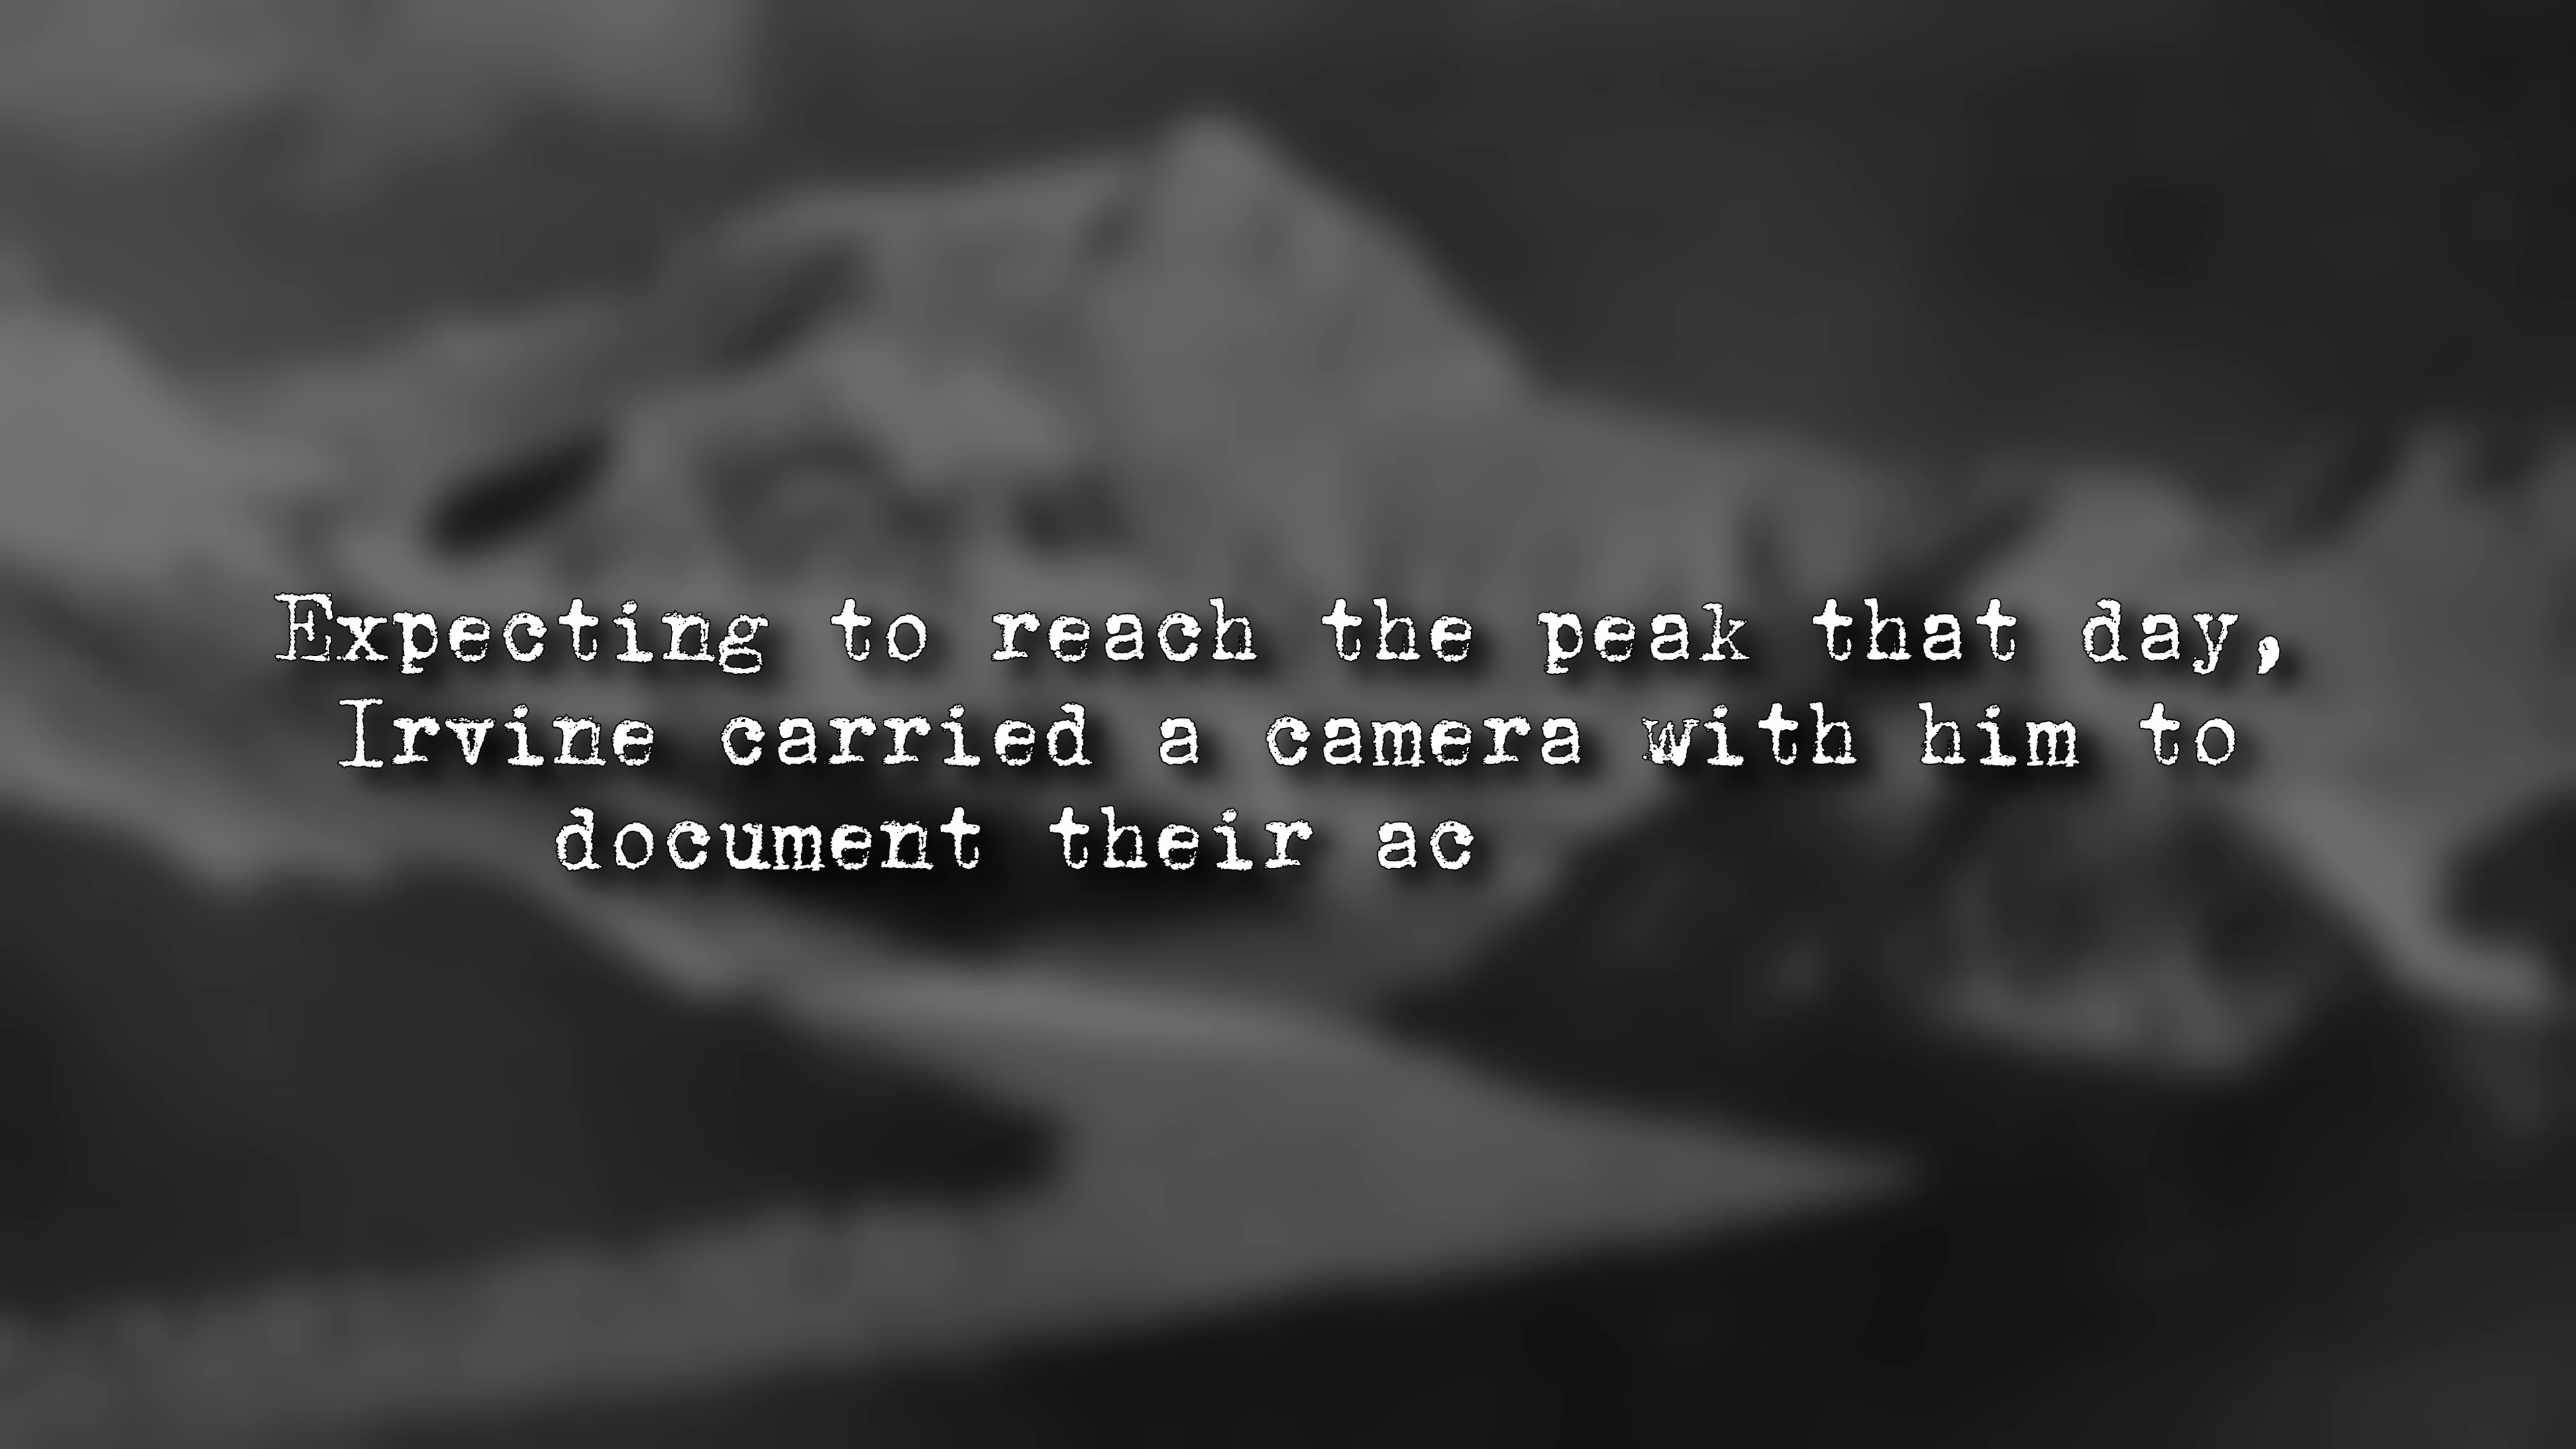 Expecting to reach the peak that day,
Irvine carried a camera with him to
document their ac